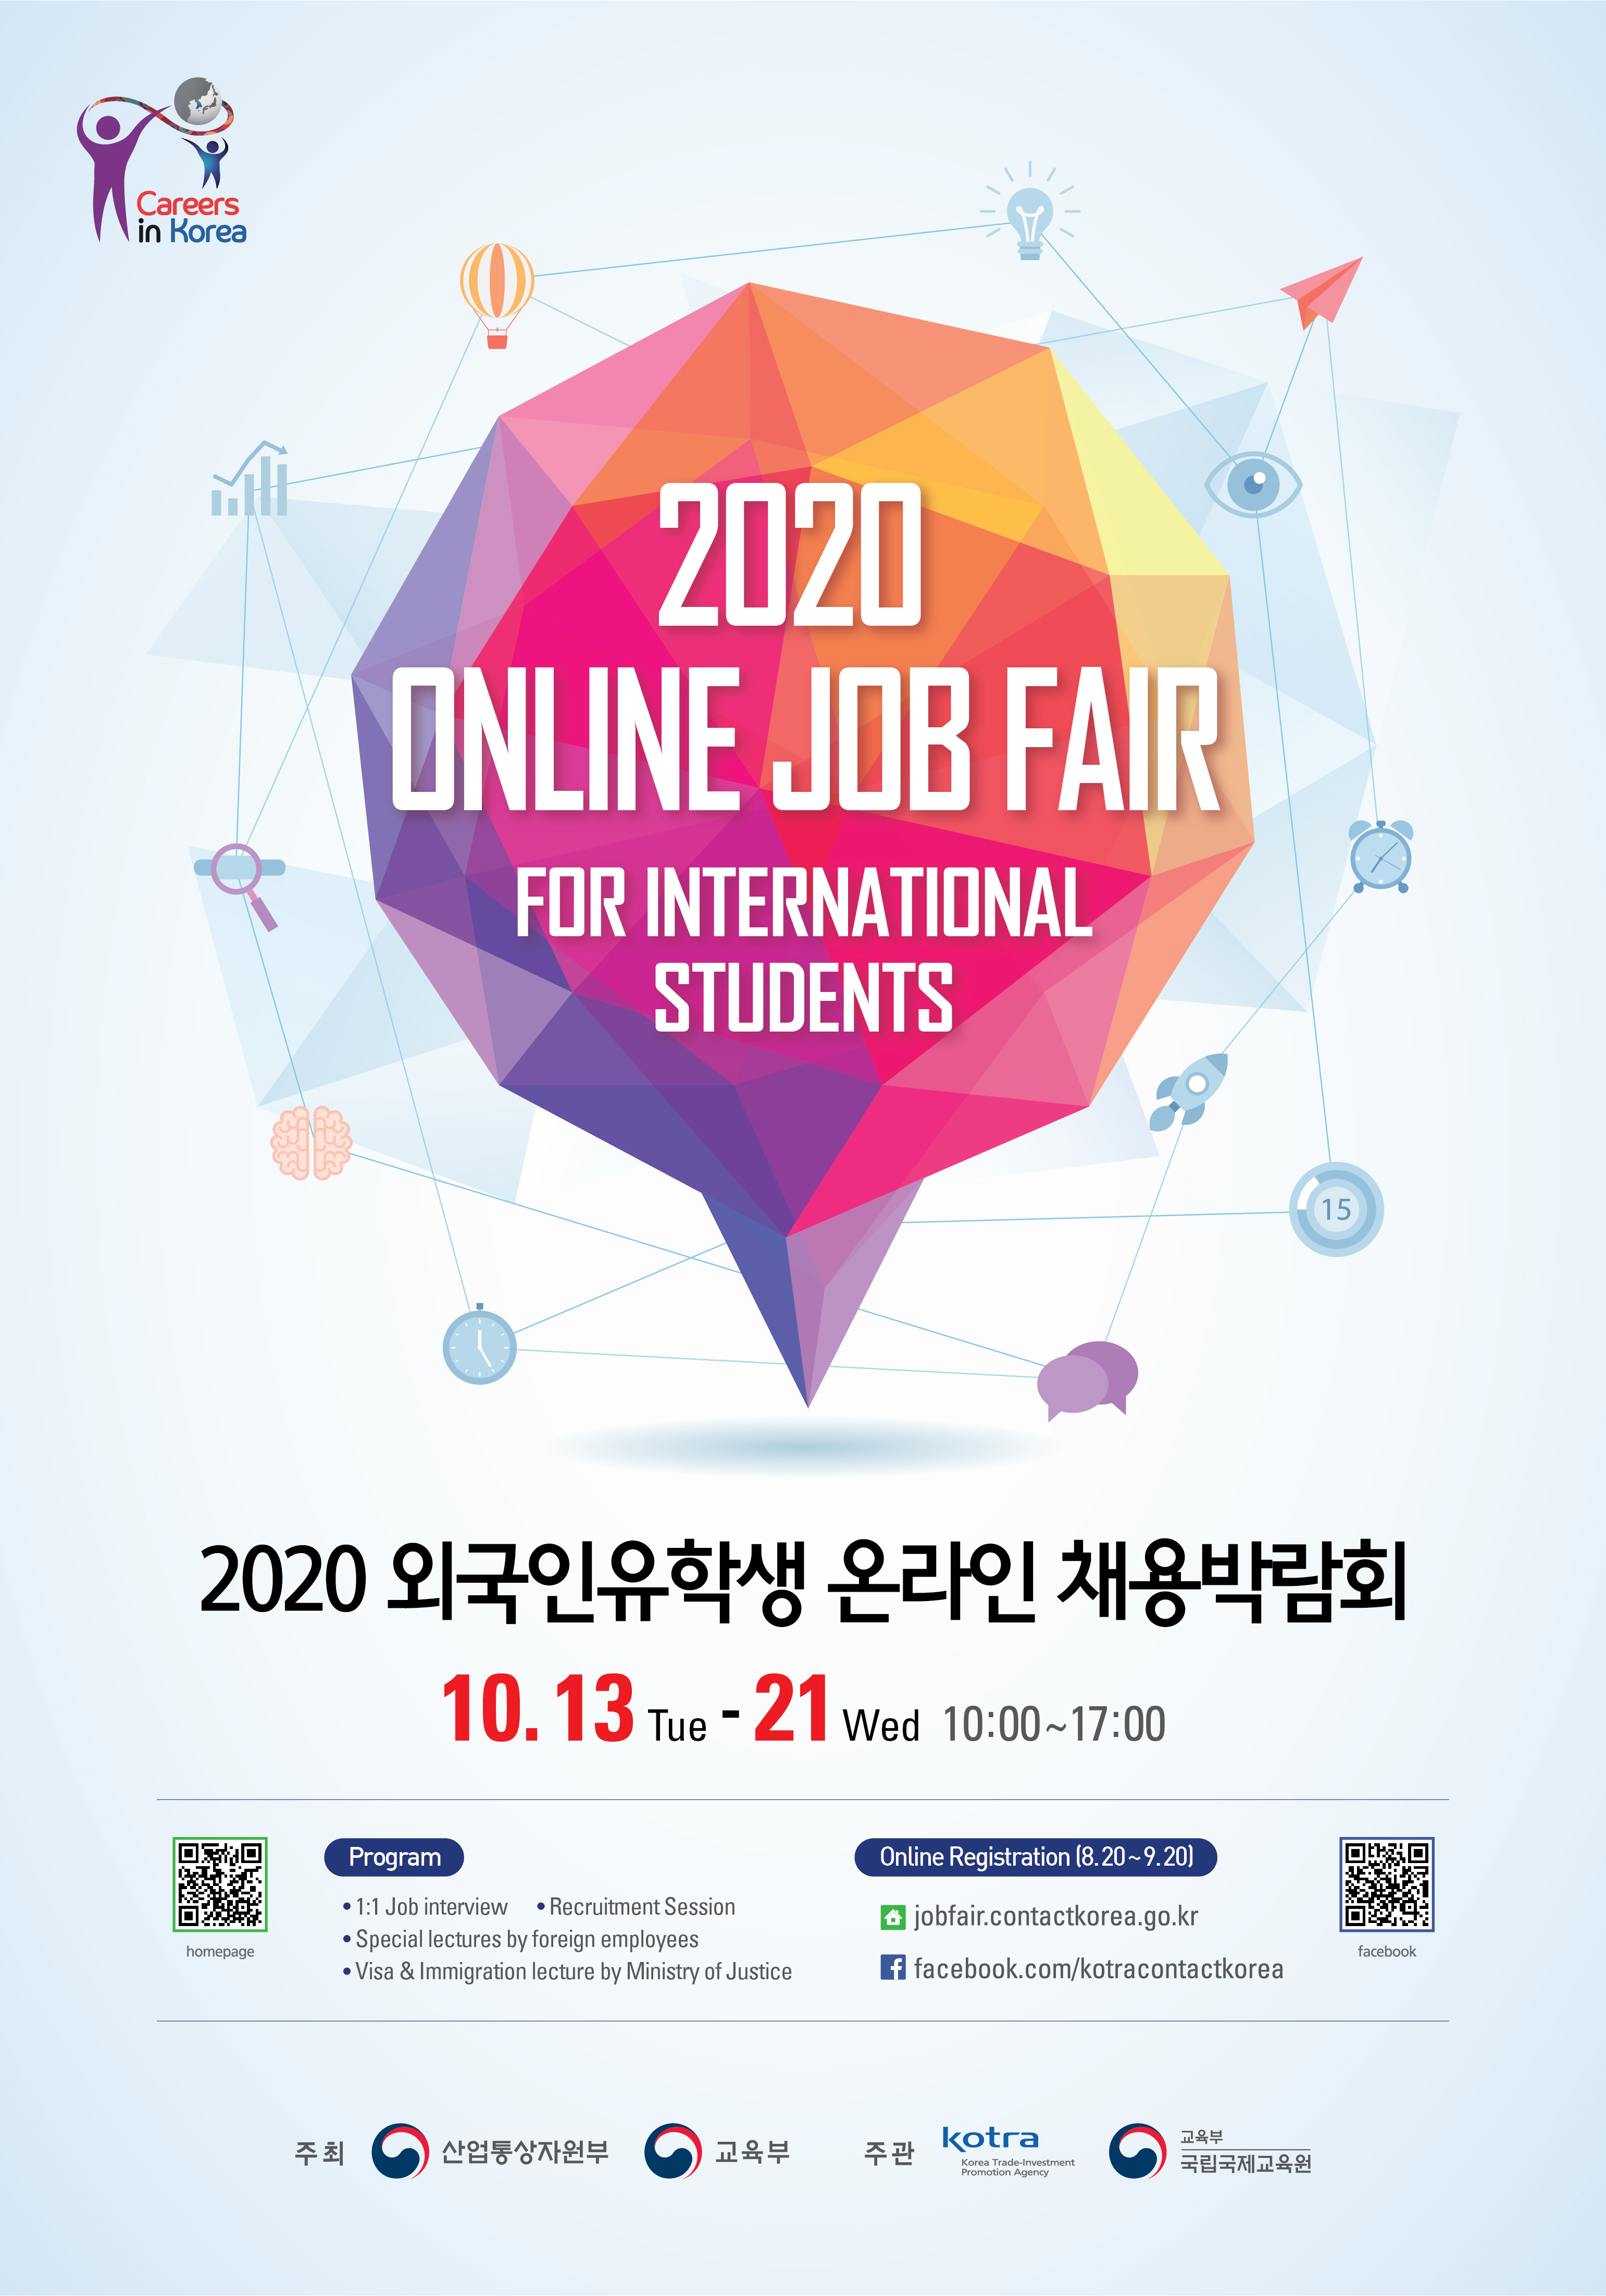 Careers
in Korea
2020
ONLINE JOB FAIR
FOR INTERNATIONAL
STUDENTS
15
2020 외국인유학생 온라인 채용박람회
10. 13 Tue - 21 Wed 10:00~17:00
homepage
Program
• 1:1 Job interview • Recruitment Session
• Special lectures by foreign employees
• Visa & Immigration lecture by Ministry of Justice
Online Registration (8. 20 ~ 9. 20)
jobfair.contactkorea.go.kr
facebook.com/kotracontactkorea
facebook
주최 산업통상자원부 교육부 주관 kotra
Korea Trade-Investment
Promotion Agency
교육부
국립국제교육원